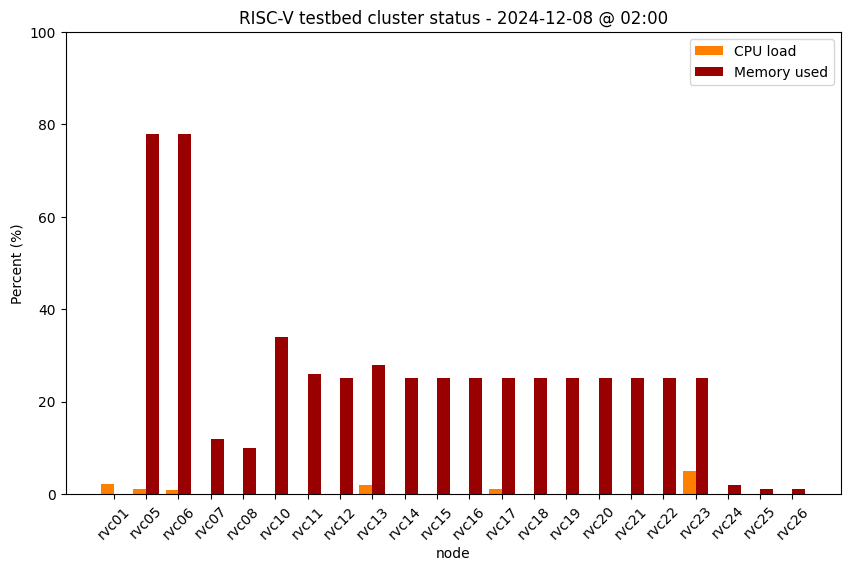 RISC-V testbed cluster status - 2024-12-08 @ 02:00
CPU load
Memory used
Percent (%)
100
80
60
40
20
0
rvc01
rvc05
rvc06
rvc07
rvc08
rvc10
rvc11
rvc12
rvc13
rvc14
rvc15
rvc16
rvc17
rvc18
rvc19
rvc20
rvc21
rvc22
rvc23
rvc24
rvc25
rvc26
node